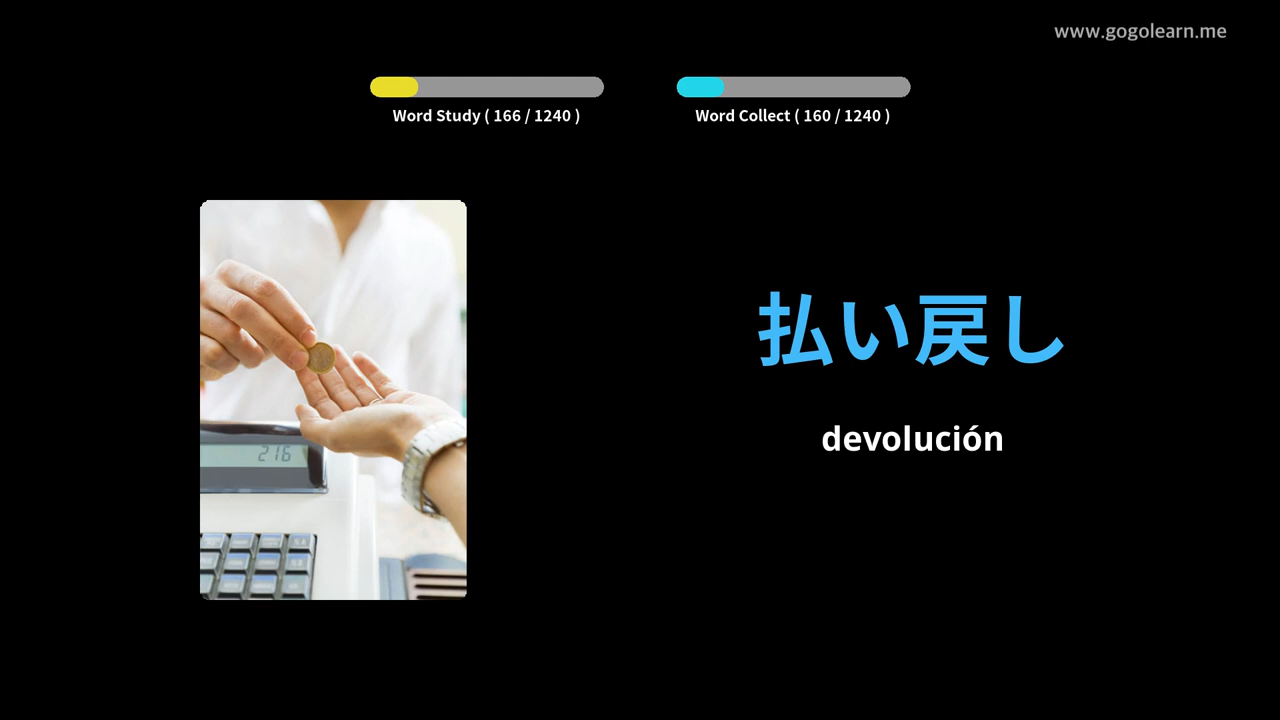 www.gogolearn.me
Word Study ( 166 / 1240 )
Word Collect ( 160 / 1240 )
払い戻し
devolución
216